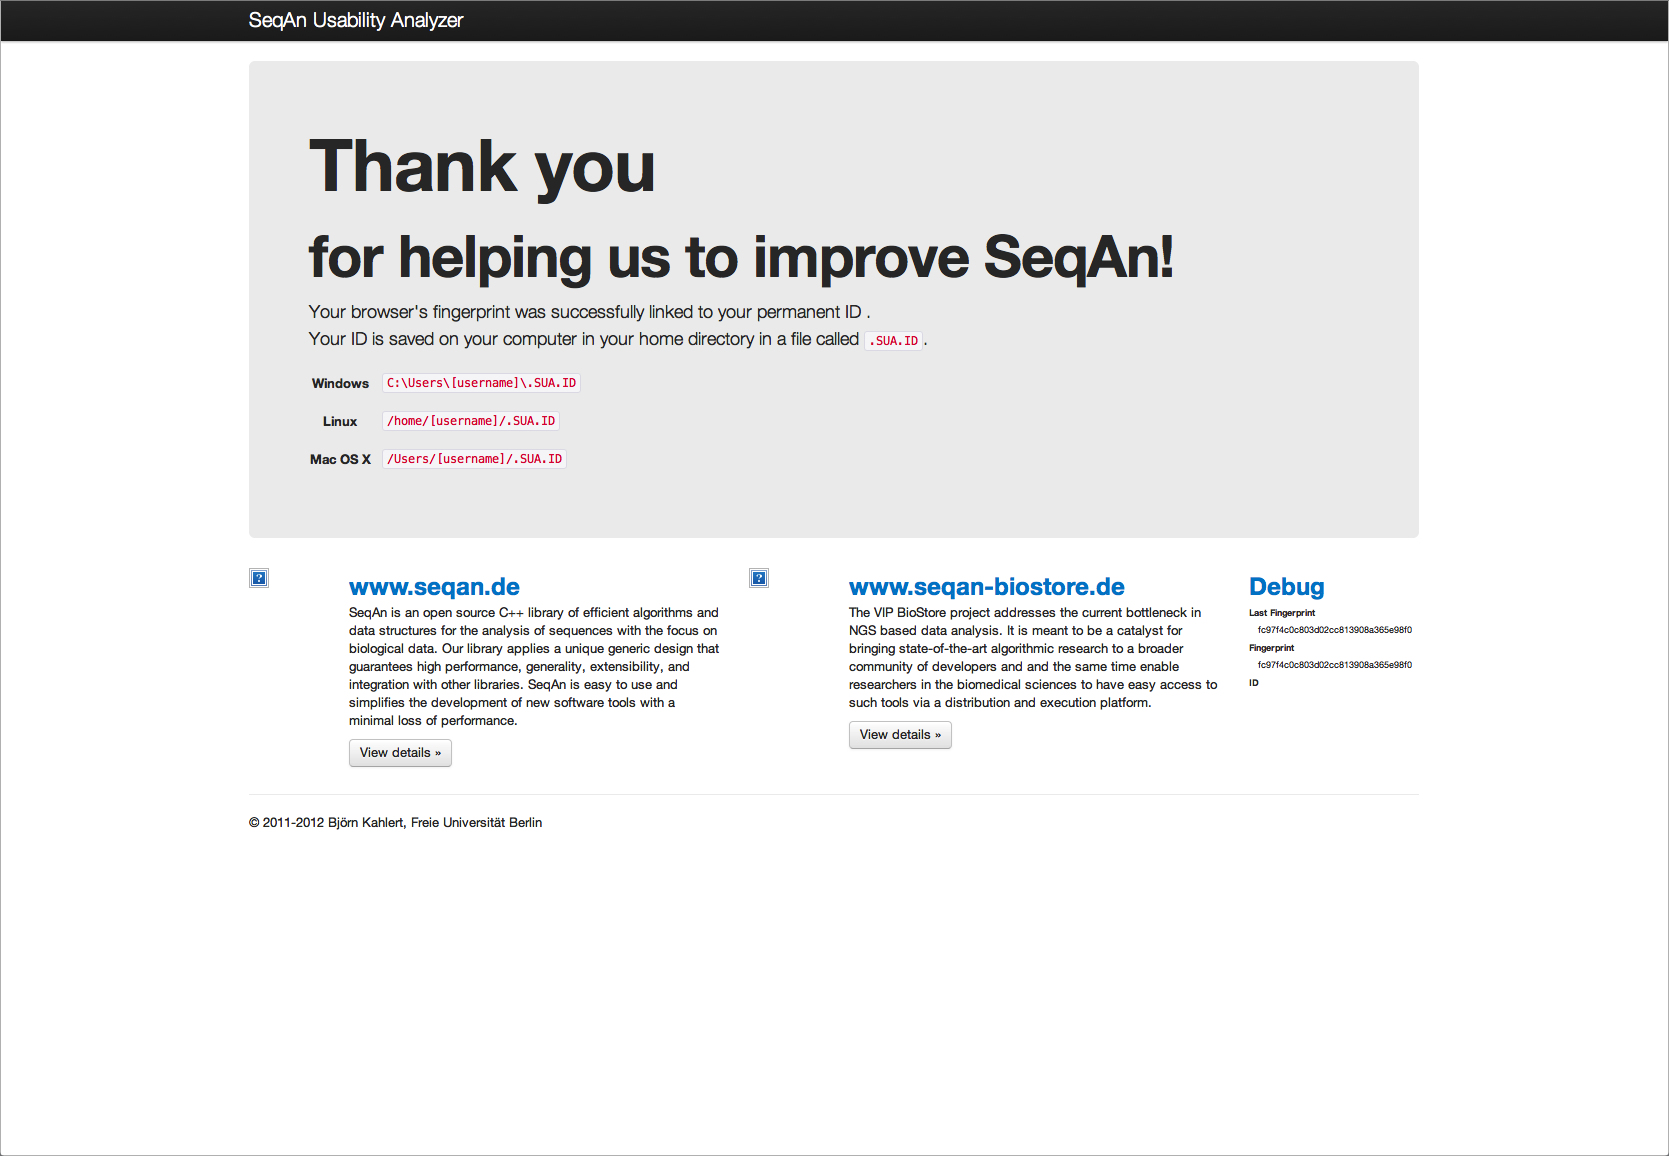 SeqAn Usability Analyzer
Thank you
for helping us to improve SeqAn!
Your browser's fingerprint was successfully linked to your permanent ID .
Your ID is saved on your computer in your home directory in a file called .SUA.ID.
Windows C:\Users\[username]\.SUA.ID
Linux /home/[username]/.SUA.ID
Mac OS X /Users/[username]/.SUA.ID
www.seqan.de
SeqAn is an open source C++ library of efficient algorithms and
data structures for the analysis of sequences with the focus on
biological data. Our library applies a unique generic design that
guarantees high performance, generality, extensibility, and
integration with other libraries. SeqAn is easy to use and
simplifies the development of new software tools with a
minimal loss of performance.
View details »
www.seqan-biostore.de
The VIP BioStore project addresses the current bottleneck in
NGS based data analysis. It is meant to be a catalyst for
bringing state-of-the-art algorithmic research to a broader
community of developers and and the same time enable
researchers in the biomedical sciences to have easy access to
such tools via a distribution and execution platform.
View details »
Debug
Last Fingerprint
fc97f4c0c803d02cc813908a365e98f0
Fingerprint
fc97f4c0c803d02cc813908a365e98f0
ID
© 2011-2012 Björn Kahlert, Freie Universität Berlin